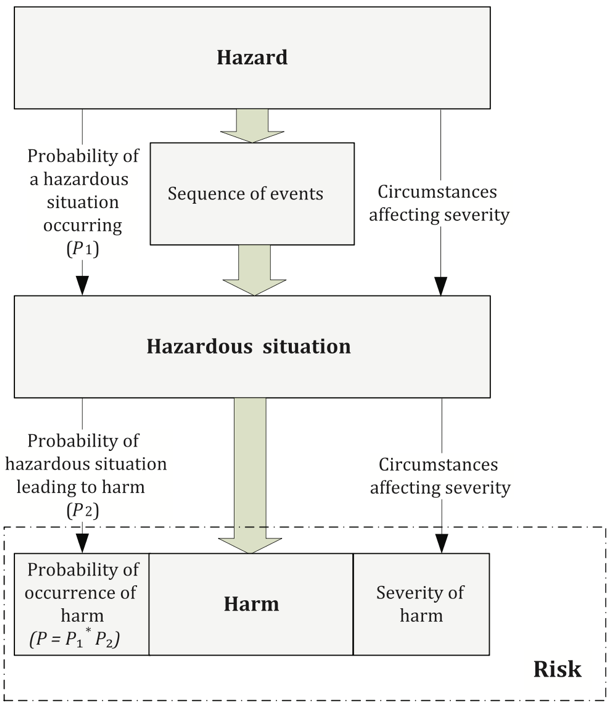 Hazard
Probability of
a hazardous
situation
occurring
(P1)
Sequence of events
Circumstances
affecting severity
Hazardous situation
Probability of
hazardous situation
leading to harm
(P2)
Circumstances
affecting severity
Probability of
occurrence of
harm
(P = P1 * P2)
Harm
Severity of
harm
Risk